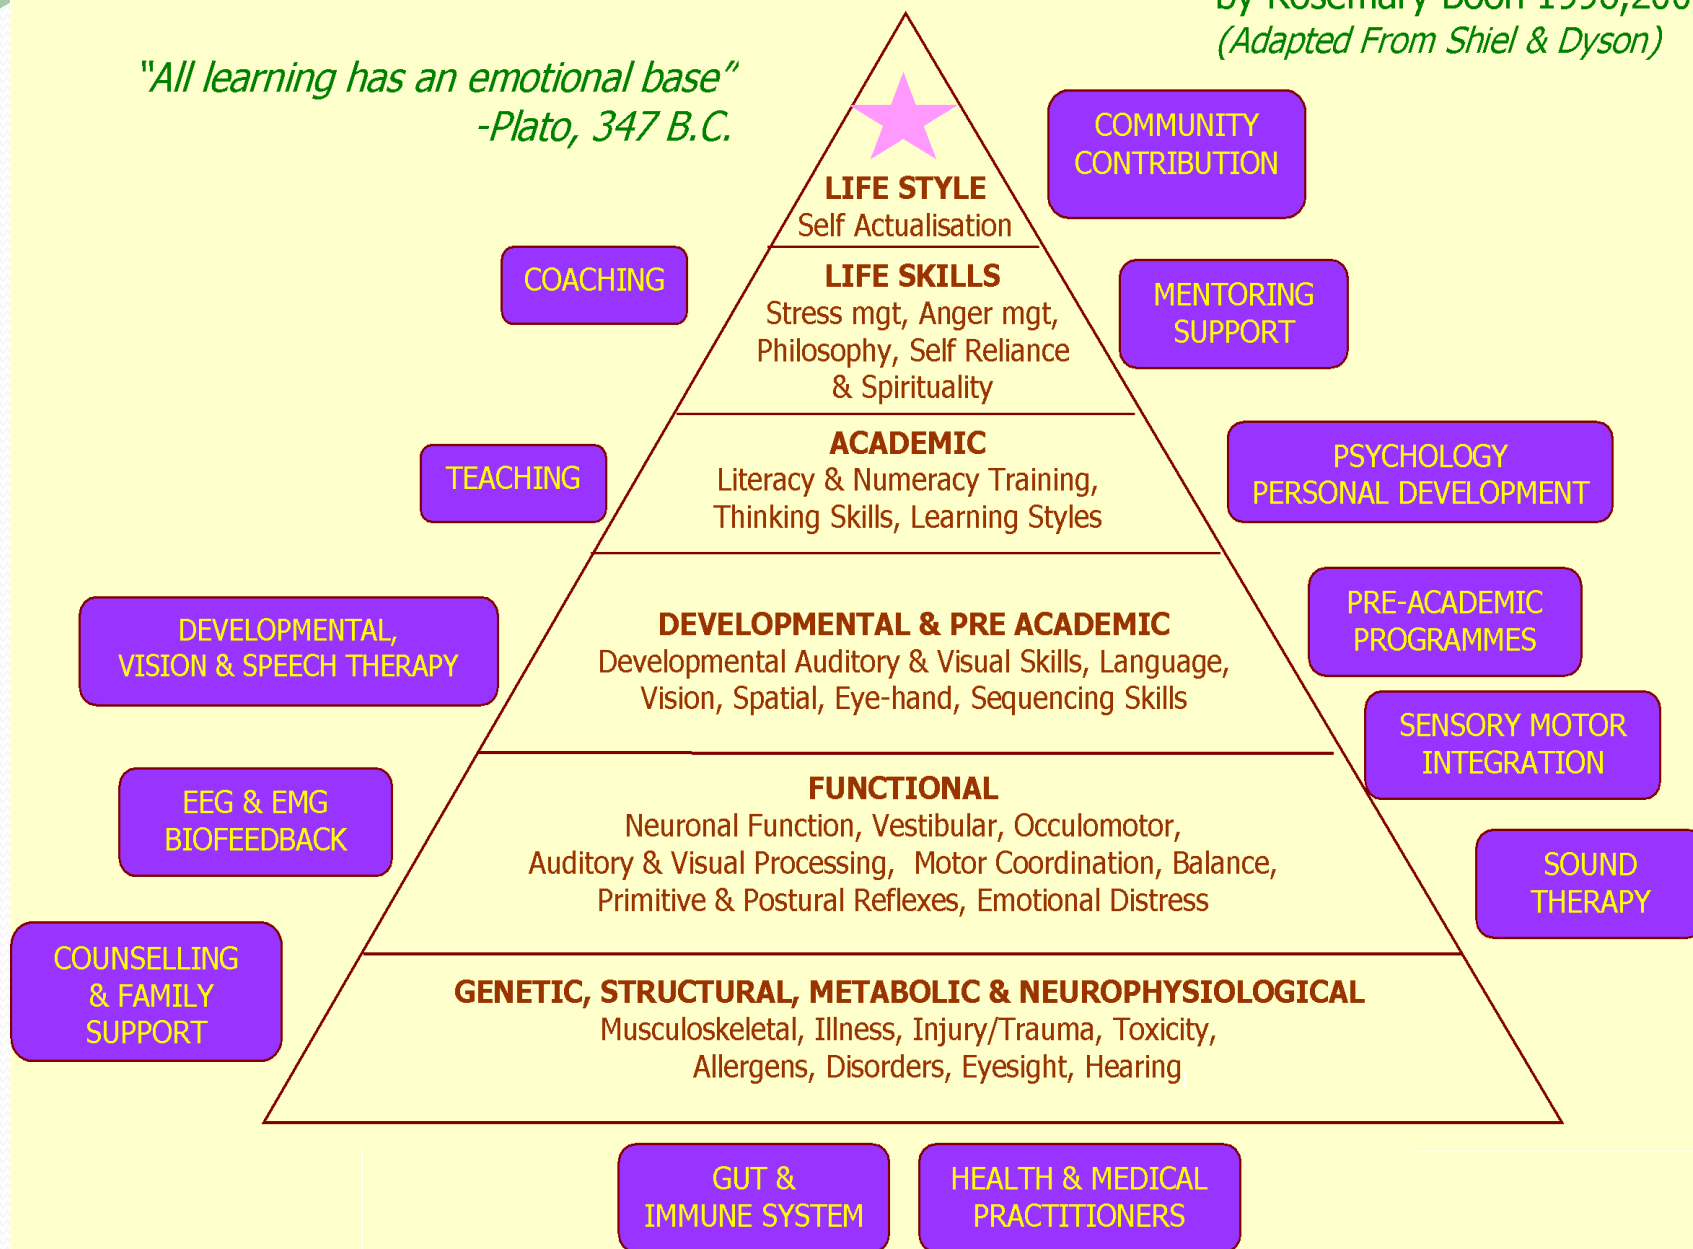 by Rosemary Boon 1996,200
(Adapted From Shiel & Dyson)
"All learning has an emotional base"
-Plato, 347 B.C.
COMMUNITY
CONTRIBUTION
LIFE STYLE
Self Actualisation
COACHING
LIFE SKILLS
Stress mgt, Anger mgt,
Philosophy, Self Reliance
& Spirituality
MENTORING
SUPPORT
TEACHING
ACADEMIC
Literacy & Numeracy Training,
Thinking Skills, Learning Styles
PSYCHOLOGY
PERSONAL DEVELOPMENT
DEVELOPMENTAL,
VISION & SPEECH THERAPY
DEVELOPMENTAL & PRE ACADEMIC
Developmental Auditory & Visual Skills, Language,
Vision, Spatial, Eye-hand, Sequencing Skills
PRE-ACADEMIC
PROGRAMMES
SENSORY MOTOR
INTEGRATION
EEG & EMG
BIOFEEDBACK
FUNCTIONAL
Neuronal Function, Vestibular, Occulomotor,
Auditory & Visual Processing, Motor Coordination, Balance,
Primitive & Postural Reflexes, Emotional Distress
SOUND
THERAPY
COUNSELLING
& FAMILY
SUPPORT
GENETIC, STRUCTURAL, METABOLIC & NEUROPHYSIOLOGICAL
Musculoskeletal, Illness, Injury/Trauma, Toxicity,
Allergens, Disorders, Eyesight, Hearing
GUT &
IMMUNE SYSTEM
HEALTH & MEDICAL
PRACTITIONERS